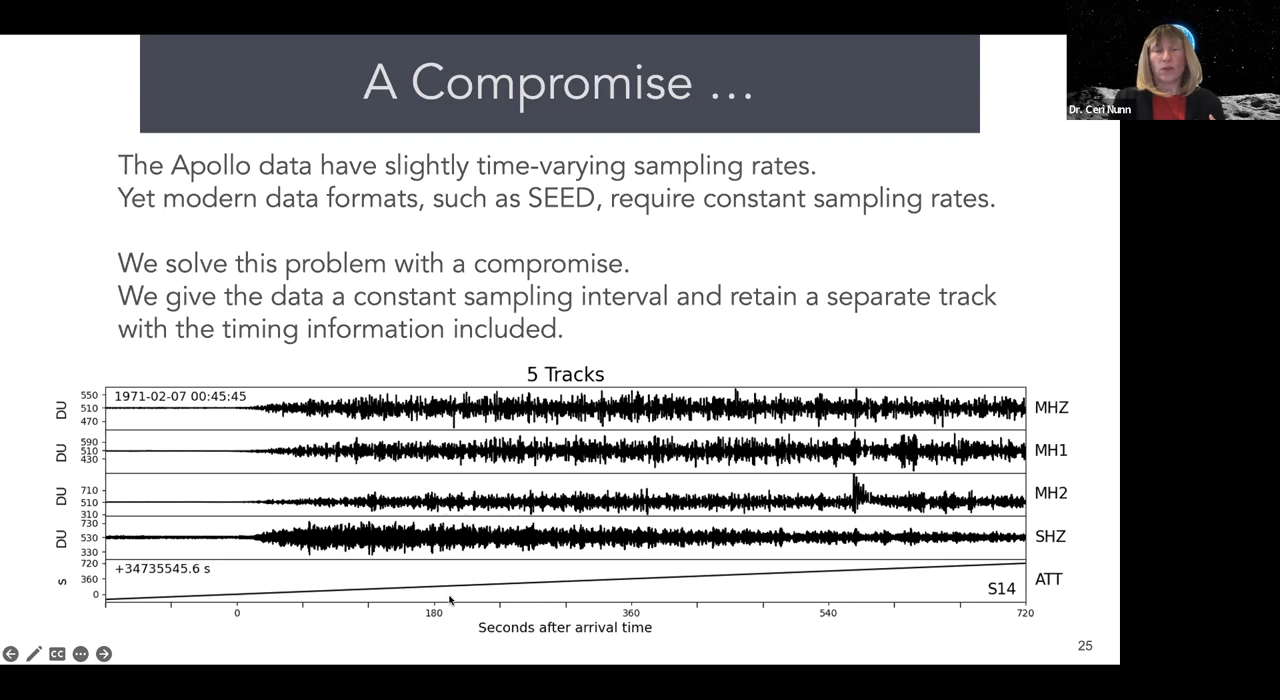 A Compromise ...
Dr. Ceri Nunn
The Apollo data have slightly time-varying sampling rates.
Yet modern data formats, such as SEED, require constant sampling rates.
We solve this problem with a compromise.
We give the data a constant sampling interval and retain a separate track
with the timing information included.
5 Tracks
1971-02-07 00:45:45
DU
550
510
470
MHZ
DU
590
510
430
MH1
DU
710
510
310
MH2
DU
730
530
330
SHZ
+34735545.6 s
s
720
360
0
S14
ATT
0 180 360 540 720
Seconds after arrival time
25
CC